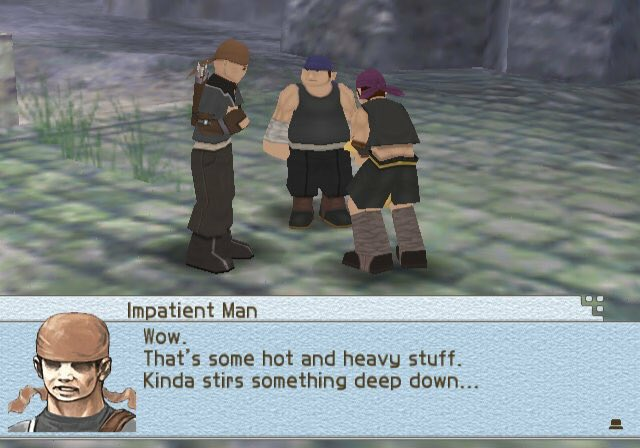 Impatient Man
Wow.
That's some hot and heavy stuff.
Kinda stirs something deep down...